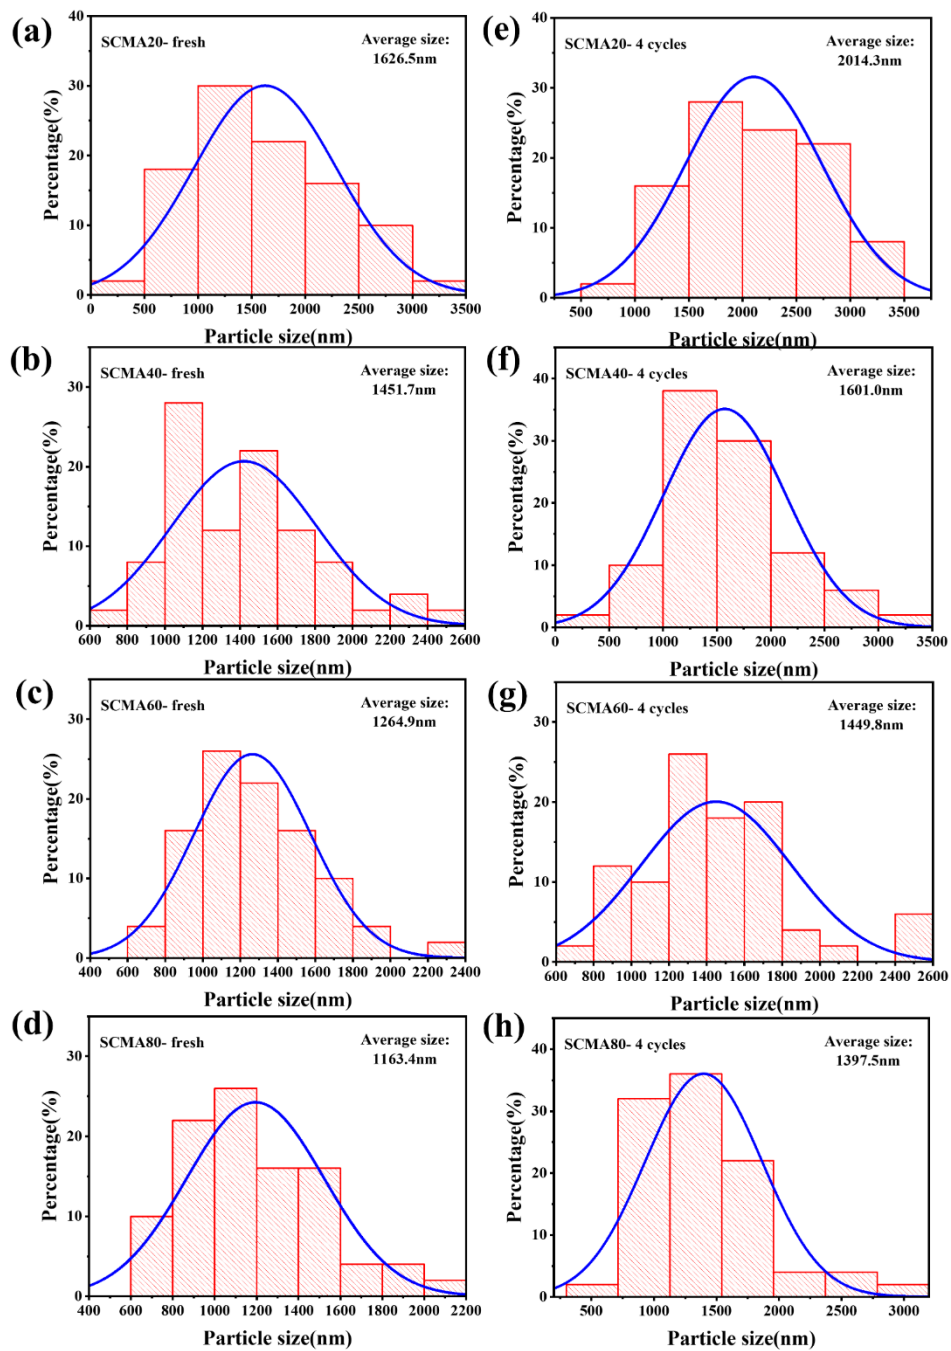 (a)
SCMA20- fresh
Average size:
1626.5nm
40
30
20
10
0
Percentage(%)
0 500 1000 1500 2000 2500 3000 3500
Particle size(nm)
(e)
SCMA20- 4 cycles
Average size:
2014.3nm
40
30
20
10
0
Percentage(%)
500 1000 1500 2000 2500 3000 3500
Particle size(nm)
(b)
SCMA40- fresh
Average size:
1451.7nm
30
20
10
0
Percentage(%)
600 800 1000 1200 1400 1600 1800 2000 2200 2400 2600
Particle size(nm)
(f)
SCMA40- 4 cycles
Average size:
1601.0nm
40
30
20
10
0
Percentage(%)
0 500 1000 1500 2000 2500 3000 3500
Particle size(nm)
(c)
SCMA60- fresh
Average size:
1264.9nm
30
20
10
0
Percentage(%)
400 600 800 1000 1200 1400 1600 1800 2000 2200 2400
Particle size(nm)
(g)
SCMA60- 4 cycles
Average size:
1449.8nm
30
20
10
0
Percentage(%)
600 800 1000 1200 1400 1600 1800 2000 2200 2400 2600
Particle size(nm)
(d)
SCMA80- fresh
Average size:
1163.4nm
30
20
10
0
Percentage(%)
400 600 800 1000 1200 1400 1600 1800 2000 2200
Particle size(nm)
(h)
SCMA80- 4 cycles
Average size:
1397.5nm
40
30
20
10
0
Percentage(%)
500 1000 1500 2000 2500 3000
Particle size(nm)